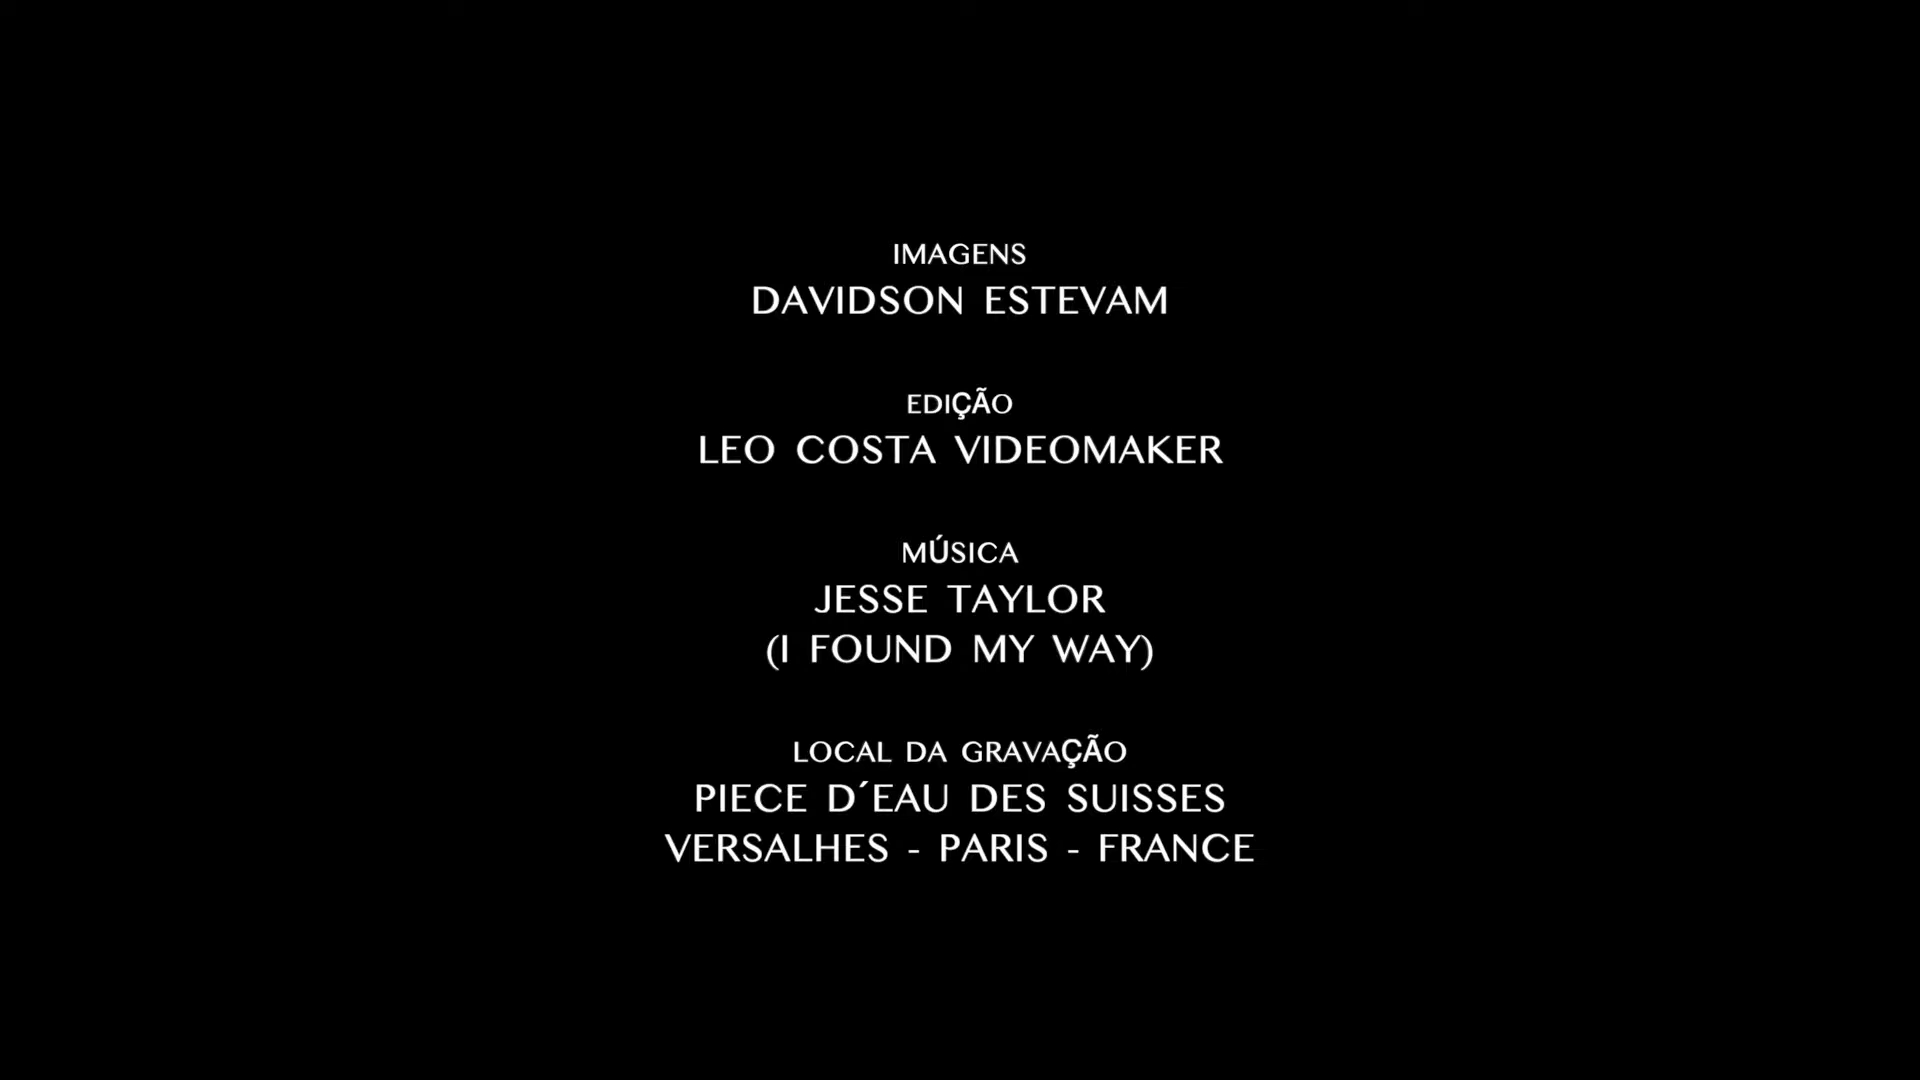 IMAGENS
DAVIDSON ESTEVAM
EDIÇÃO
LEO COSTA VIDEOMAKER
MÚSICA
JESSE TAYLOR
(I FOUND MY WAY)
LOCAL DA GRAVAÇÃO
PIECE D´EAU DES SUISSES
VERSALHES - PARIS - FRANCE